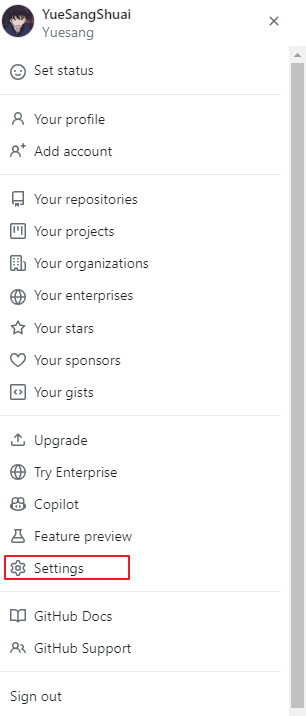 YueSangShuai
Yuesang
Set status
Your profile
Add account
Your repositories
Your projects
Your organizations
Your enterprises
Your stars
Your sponsors
Your gists
Upgrade
Try Enterprise
Copilot
Feature preview
Settings
GitHub Docs
GitHub Support
Sign out